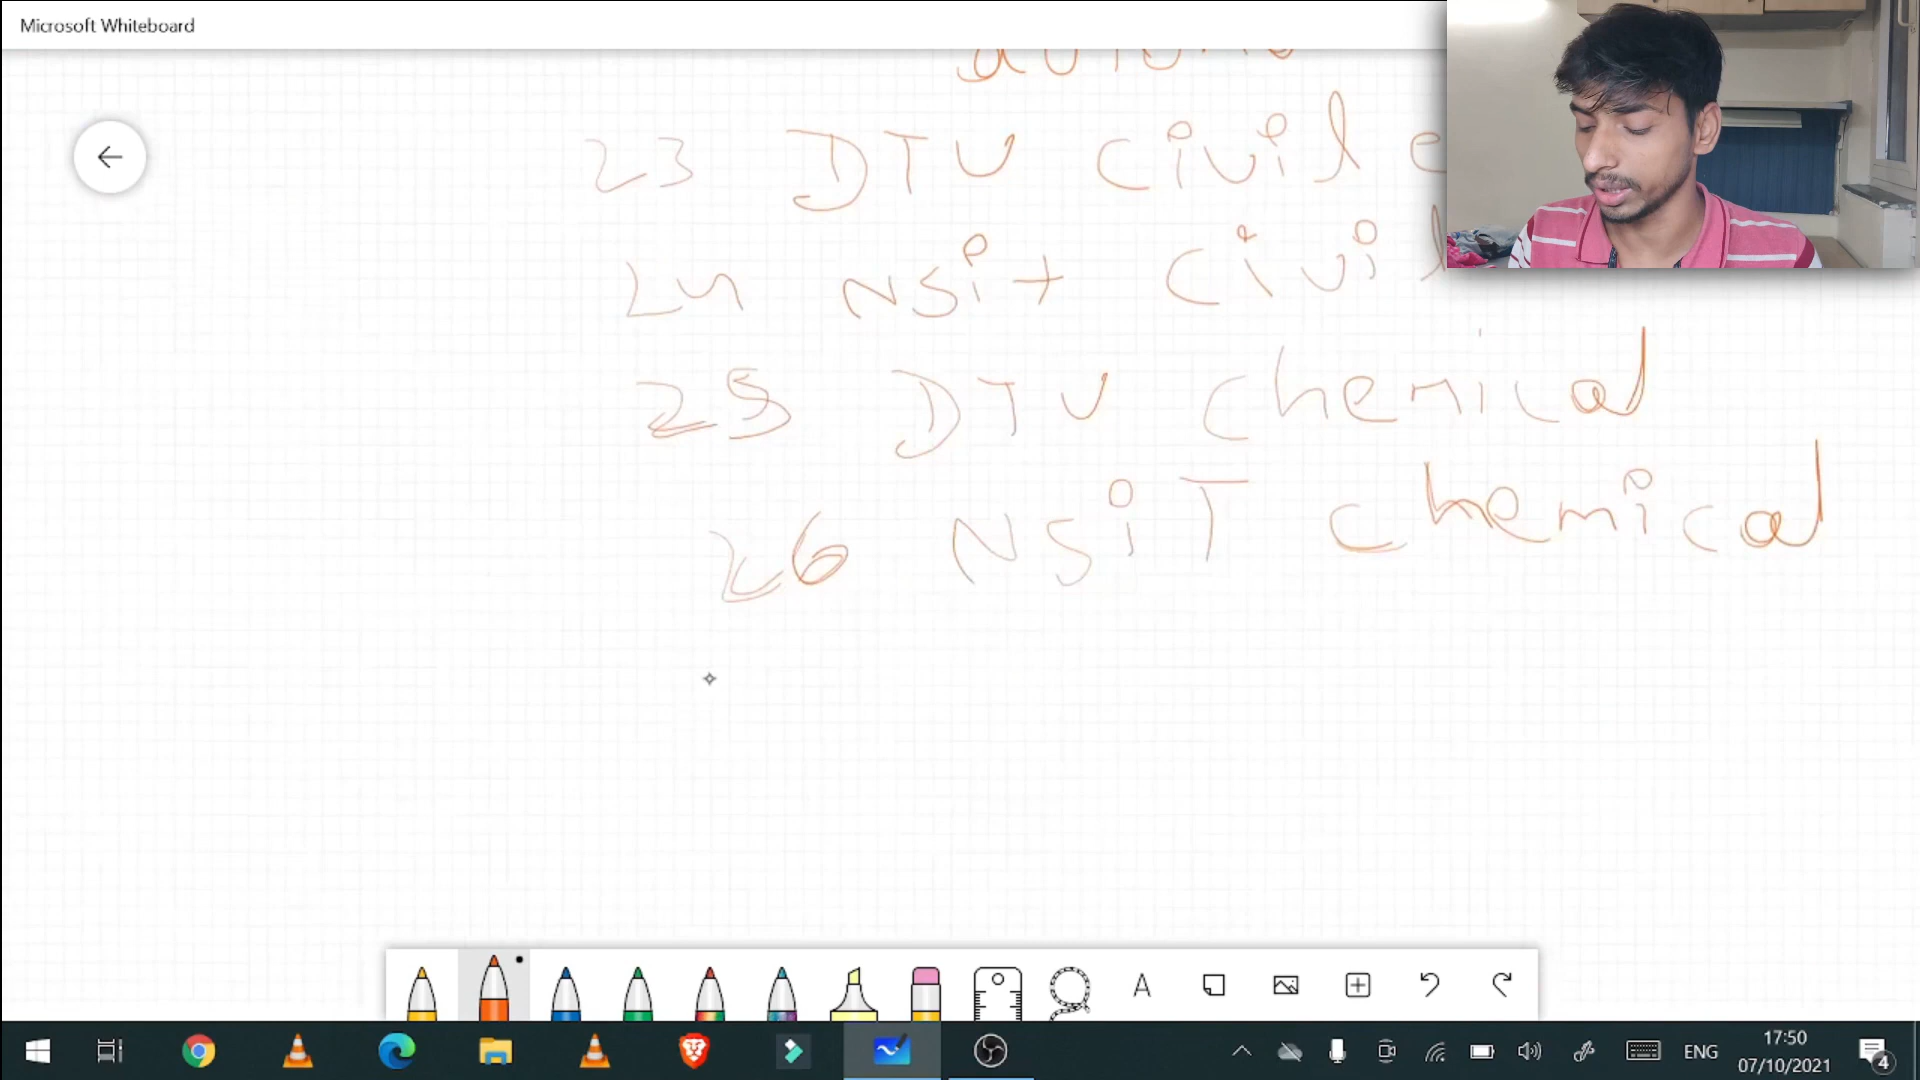 Microsoft Whiteboard
23 DTU Civil
24 NSit Civil
25 DTU Chemical
26 NSiT chemical
A
ENG
17:50
07/10/2021
4